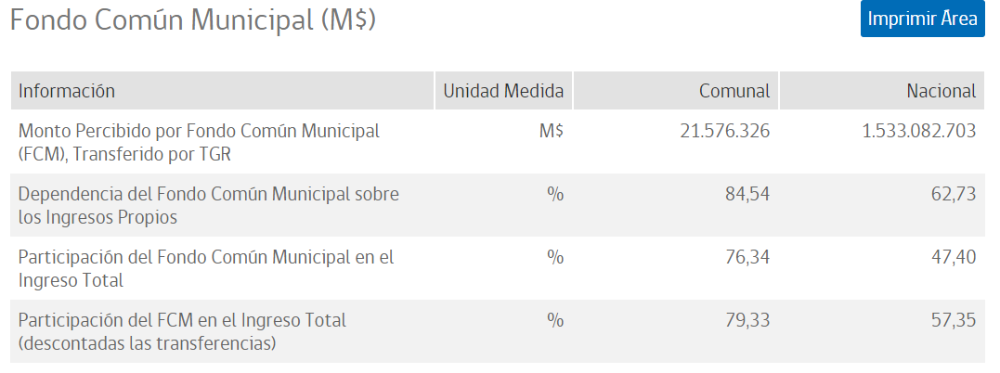 Fondo Común Municipal (M$)
Imprimir Área
Información Unidad Medida Comunal Nacional
Monto Percibido por Fondo Común Municipal M$ 21.576.326 1.533.082.703
(FCM), Transferido por TGR
Dependencia del Fondo Común Municipal sobre % 84,54 62,73
los Ingresos Propios
Participación del Fondo Común Municipal en el % 76,34 47,40
Ingreso Total
Participación del FCM en el Ingreso Total % 79,33 57,35
(descontadas las transferencias)